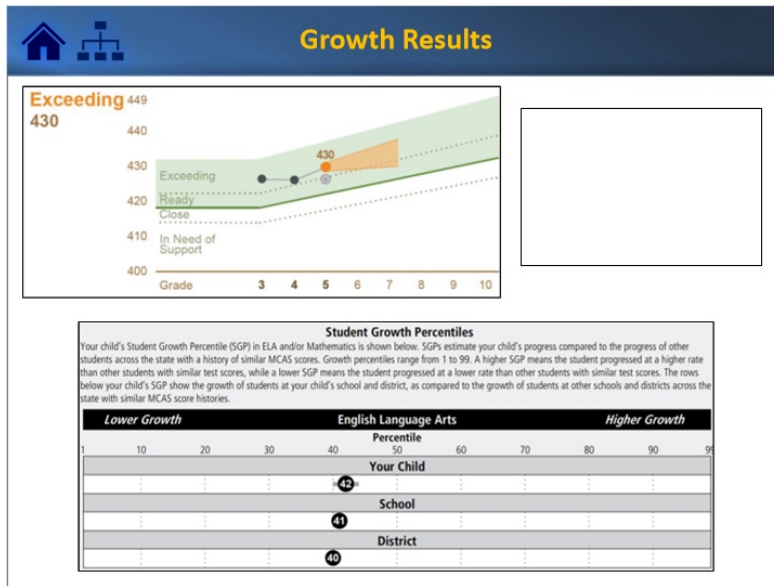 Growth Results
Exceeding
430
449
440
430
420
410
400
430
Exceeding
Ready
Close
In Need of
Support
Grade 3 4 5 6 7 8 9 10
Student Growth Percentiles
Your child's Student Growth Percentile (SGP) in ELA and/or Mathematics is shown below. SGPs estimate your child's progress compared to the progress of other
students across the state with a history of similar MCAS scores. Growth percentiles range from 1 to 99. A higher SGP means the student progressed at a higher rate
than other students with similar test scores, while a lower SGP means the student progressed at a lower rate than other students with similar test scores. The rows
below your child's SGP show the growth of students at your child's school and district, as compared to the growth of students at other schools and districts across the
state with similar MCAS score histories.
Lower Growth English Language Arts Higher Growth
Percentile
1 10 20 30 40 50 60 70 80 90 99
Your Child
42
School
41
District
40